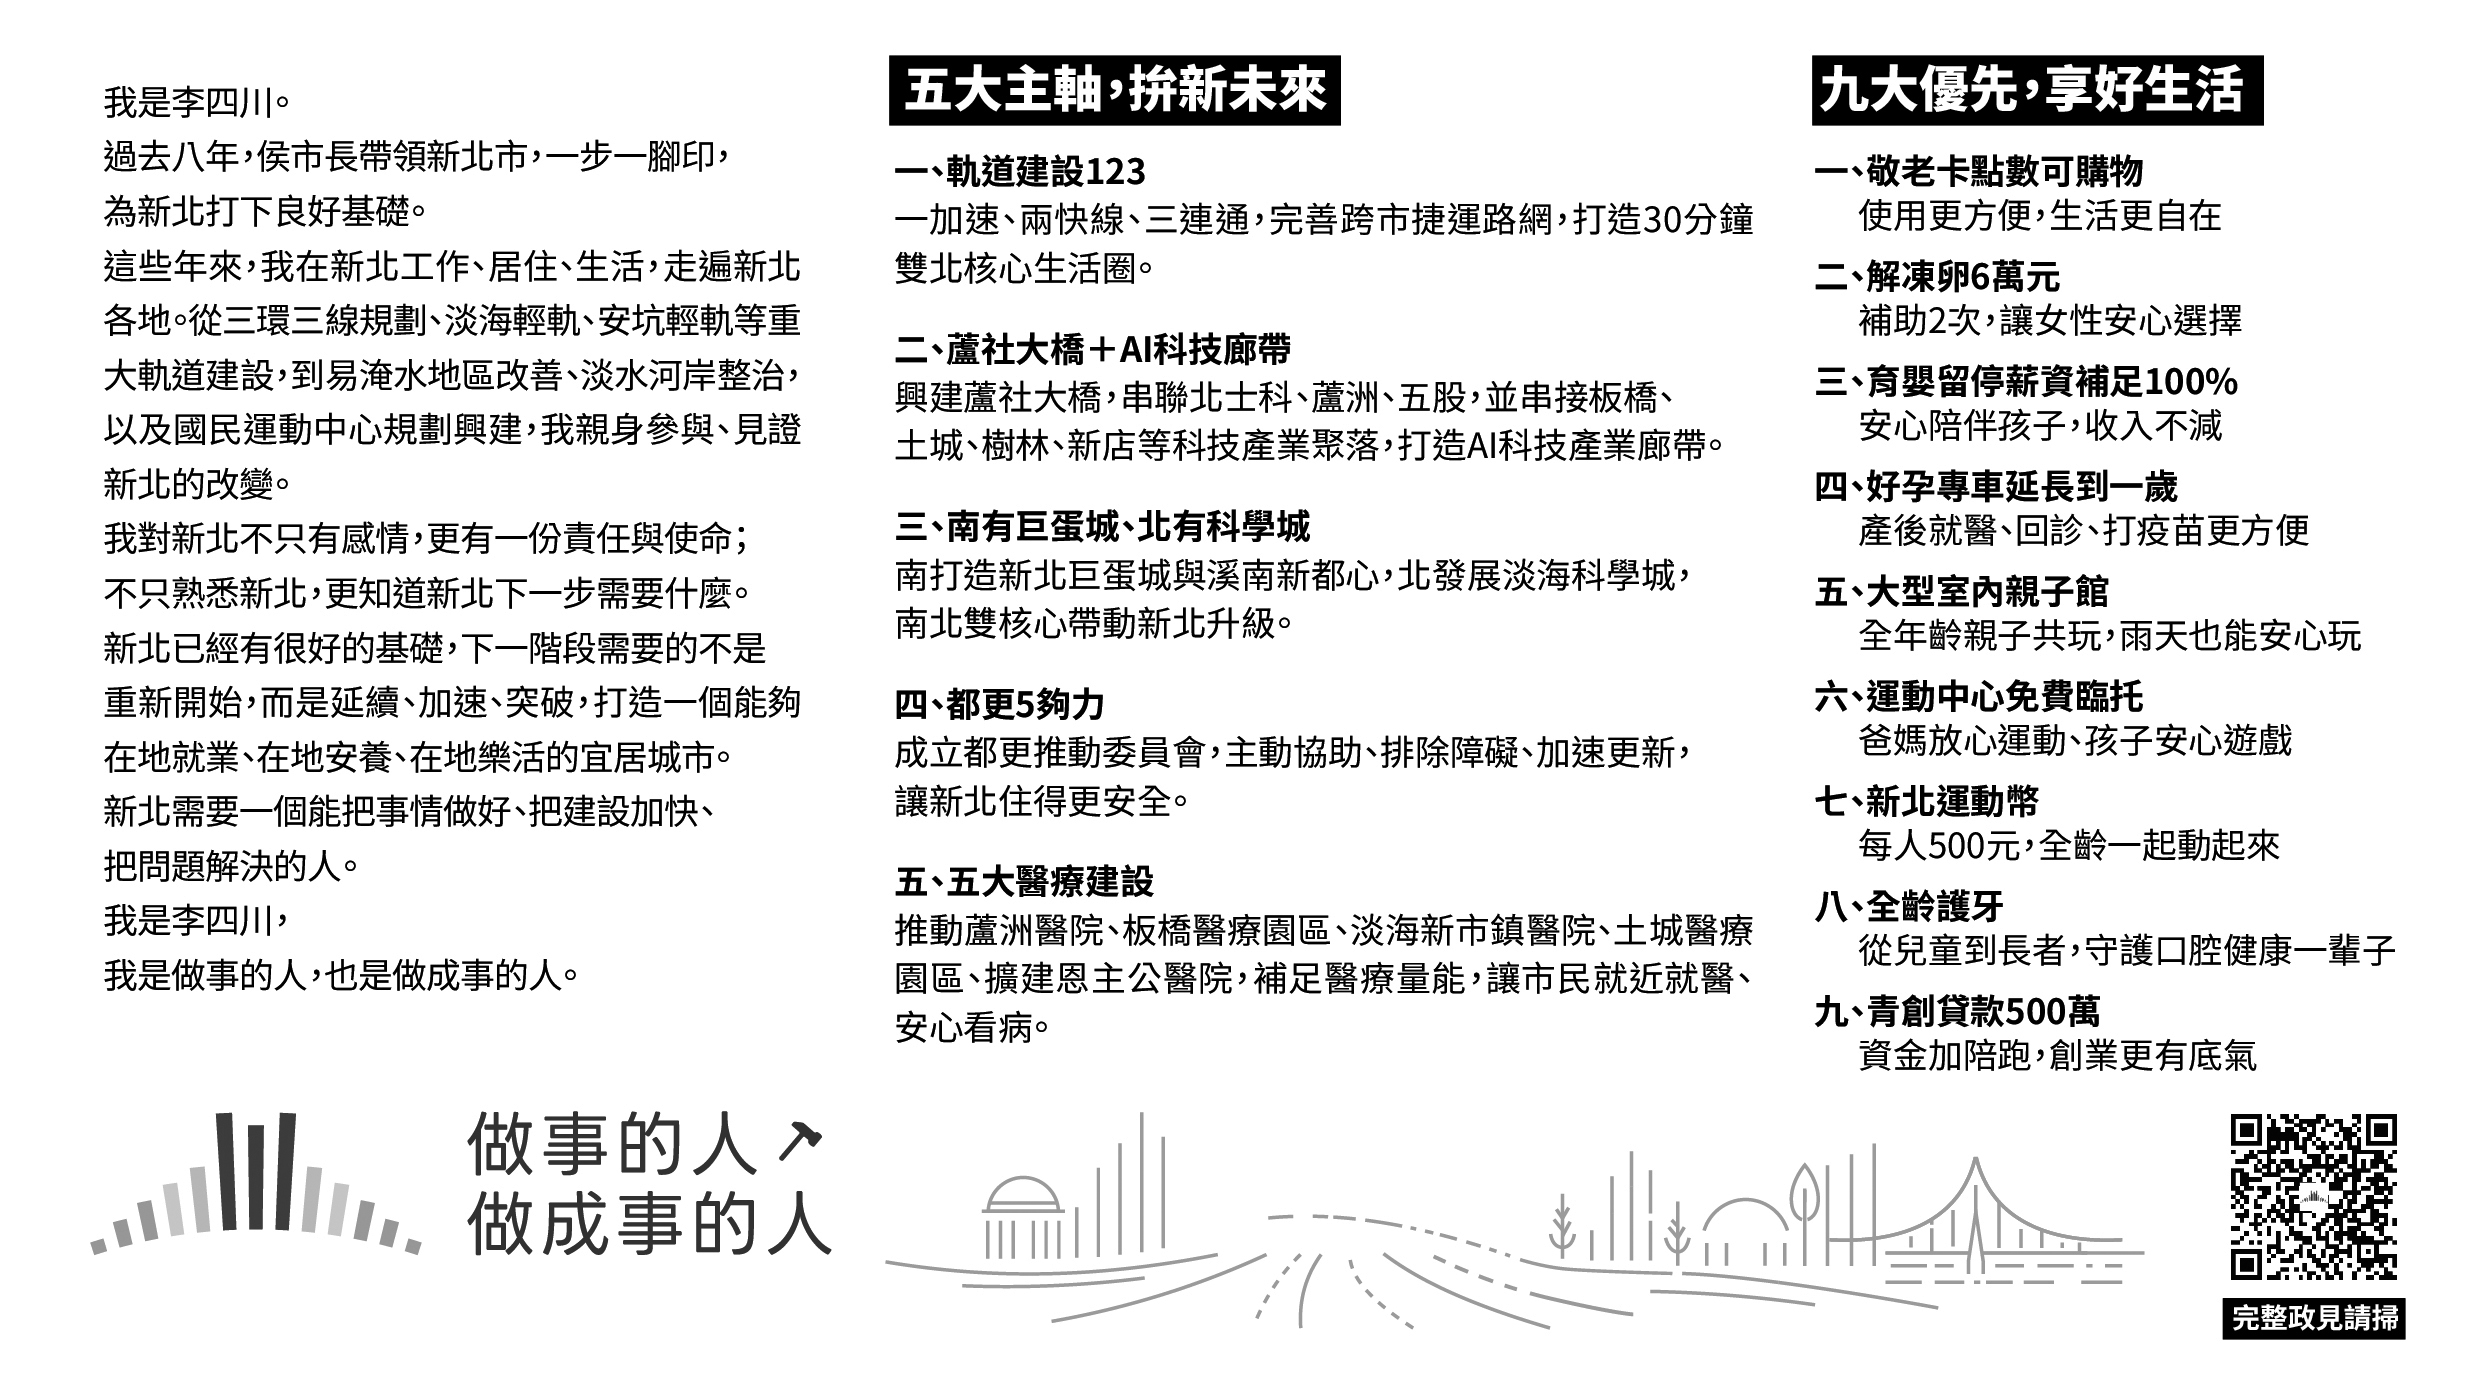 我是李四川。
過去八年，侯市長帶領新北市，一步一腳印，
為新北打下良好基礎。
這些年來，我在新北工作、居住、生活，走遍新北
各地。從三環三線規劃、淡海輕軌、安坑輕軌等重
大軌道建設，到易淹水地區改善、淡水河岸整治，
以及國民運動中心規劃興建，我親身參與、見證
新北的改變。
我對新北不只有感情，更有一份責任與使命；
不只熟悉新北，更知道新北下一步需要什麼。
新北已經有很好的基礎，下一階段需要的不是
重新開始，而是延續、加速、突破，打造一個能夠
在地就業、在地安養、在地樂活的宜居城市。
新北需要一個能把事情做好、把建設加快、
把問題解決的人。
我是李四川，
我是做事的人，也是做成事的人。
五大主軸，拚新未來
一、軌道建設123
一加速、兩快線、三連通，完善跨市捷運路網，打造30分鐘
雙北核心生活圈。
二、蘆社大橋＋AI科技廊帶
興建蘆社大橋，串聯北士科、蘆洲、五股，並串接板橋、
土城、樹林、新店等科技產業聚落，打造AI科技產業廊帶。
三、南有巨蛋城、北有科學城
南打造新北巨蛋城與溪南新都心，北發展淡海科學城，
南北雙核心帶動新北升級。
四、都更5夠力
成立都更推動委員會，主動協助、排除障礙、加速更新，
讓新北住得更安全。
五、五大醫療建設
推動蘆洲醫院、板橋醫療園區、淡海新市鎮醫院、土城醫療
園區、擴建恩主公醫院，補足醫療量能，讓市民就近就醫、
安心看病。
九大優先，享好生活
一、敬老卡點數可購物
使用更方便，生活更自在
二、解凍卵6萬元
補助2次，讓女性安心選擇
三、育嬰留停薪資補足100%
安心陪伴孩子，收入不減
四、好孕專車延長到一歲
產後就醫、回診、打疫苗更方便
五、大型室內親子館
全年齡親子共玩，雨天也能安心玩
六、運動中心免費臨托
爸媽放心運動、孩子安心遊戲
七、新北運動幣
每人500元，全齡一起動起來
八、全齡護牙
從兒童到長者，守護口腔健康一輩子
九、青創貸款500萬
資金加陪跑，創業更有底氣
做事的人
做成事的人
完整政見請掃